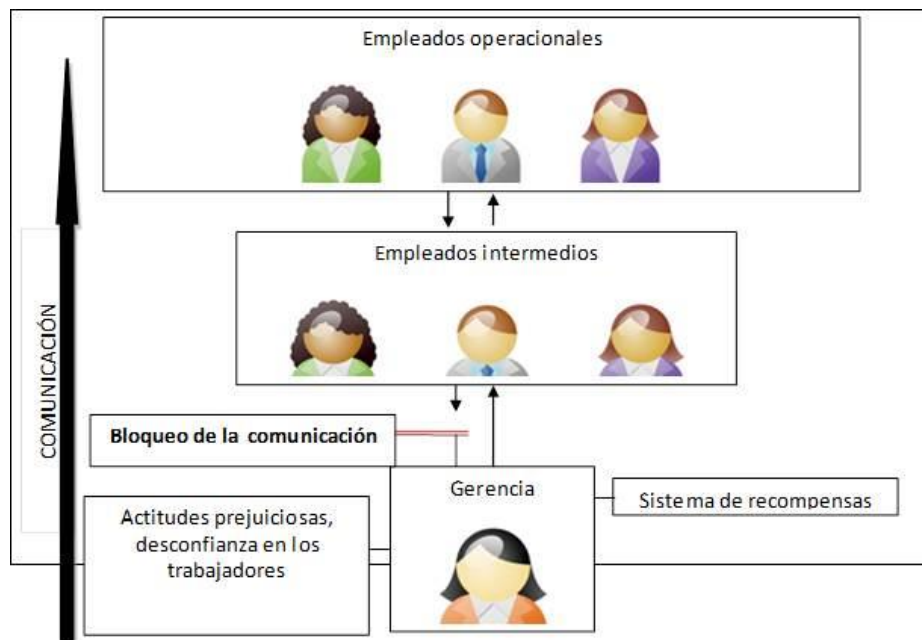 Empleados operacionales
Empleados intermedios
COMUNICACIÓN
Bloqueo de la comunicación
Gerencia
Sistema de recompensas
Actitudes prejuiciosas,
desconfianza en los
trabajadores